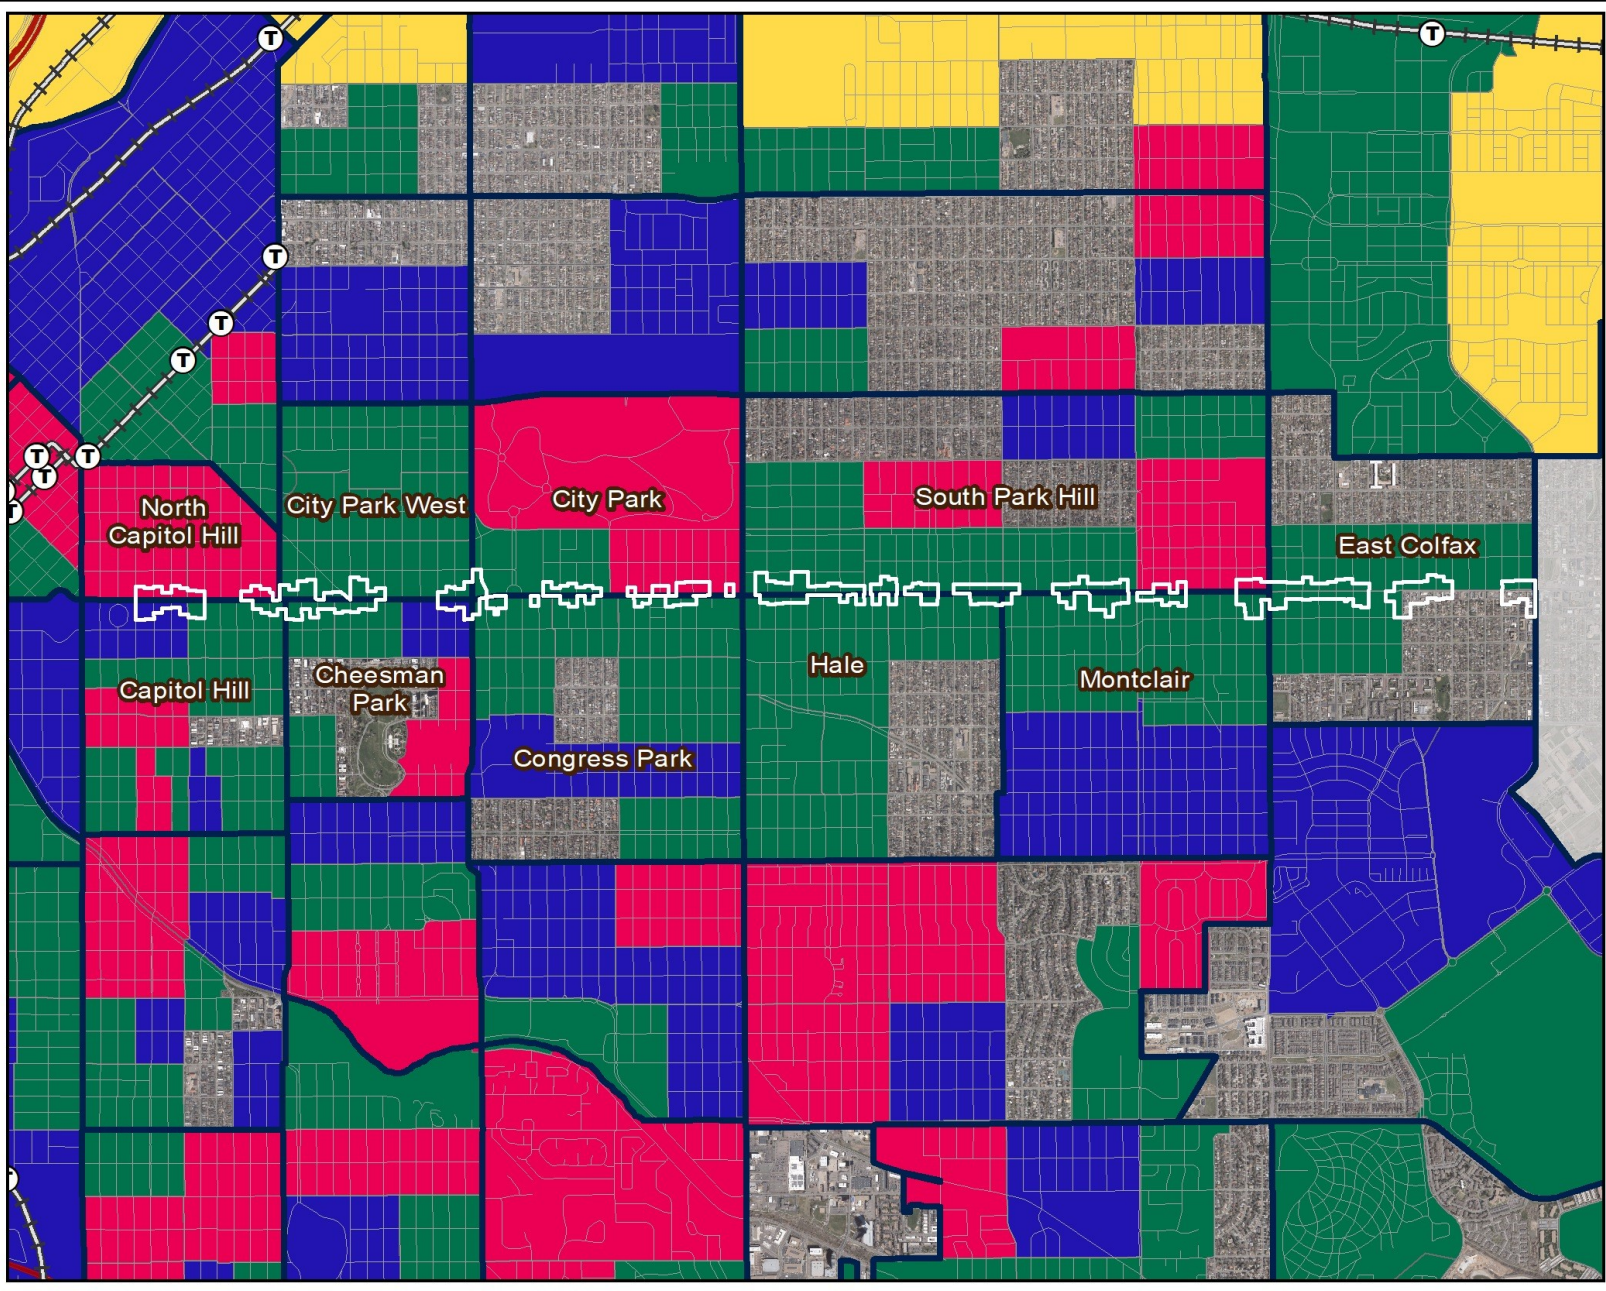 T
T
T
T
T
T
T
T
T
North
Capitol Hill
City Park West
City Park
South Park Hill
East Colfax
Capitol Hill
Cheesman
Park
Hale
Montclair
Congress Park